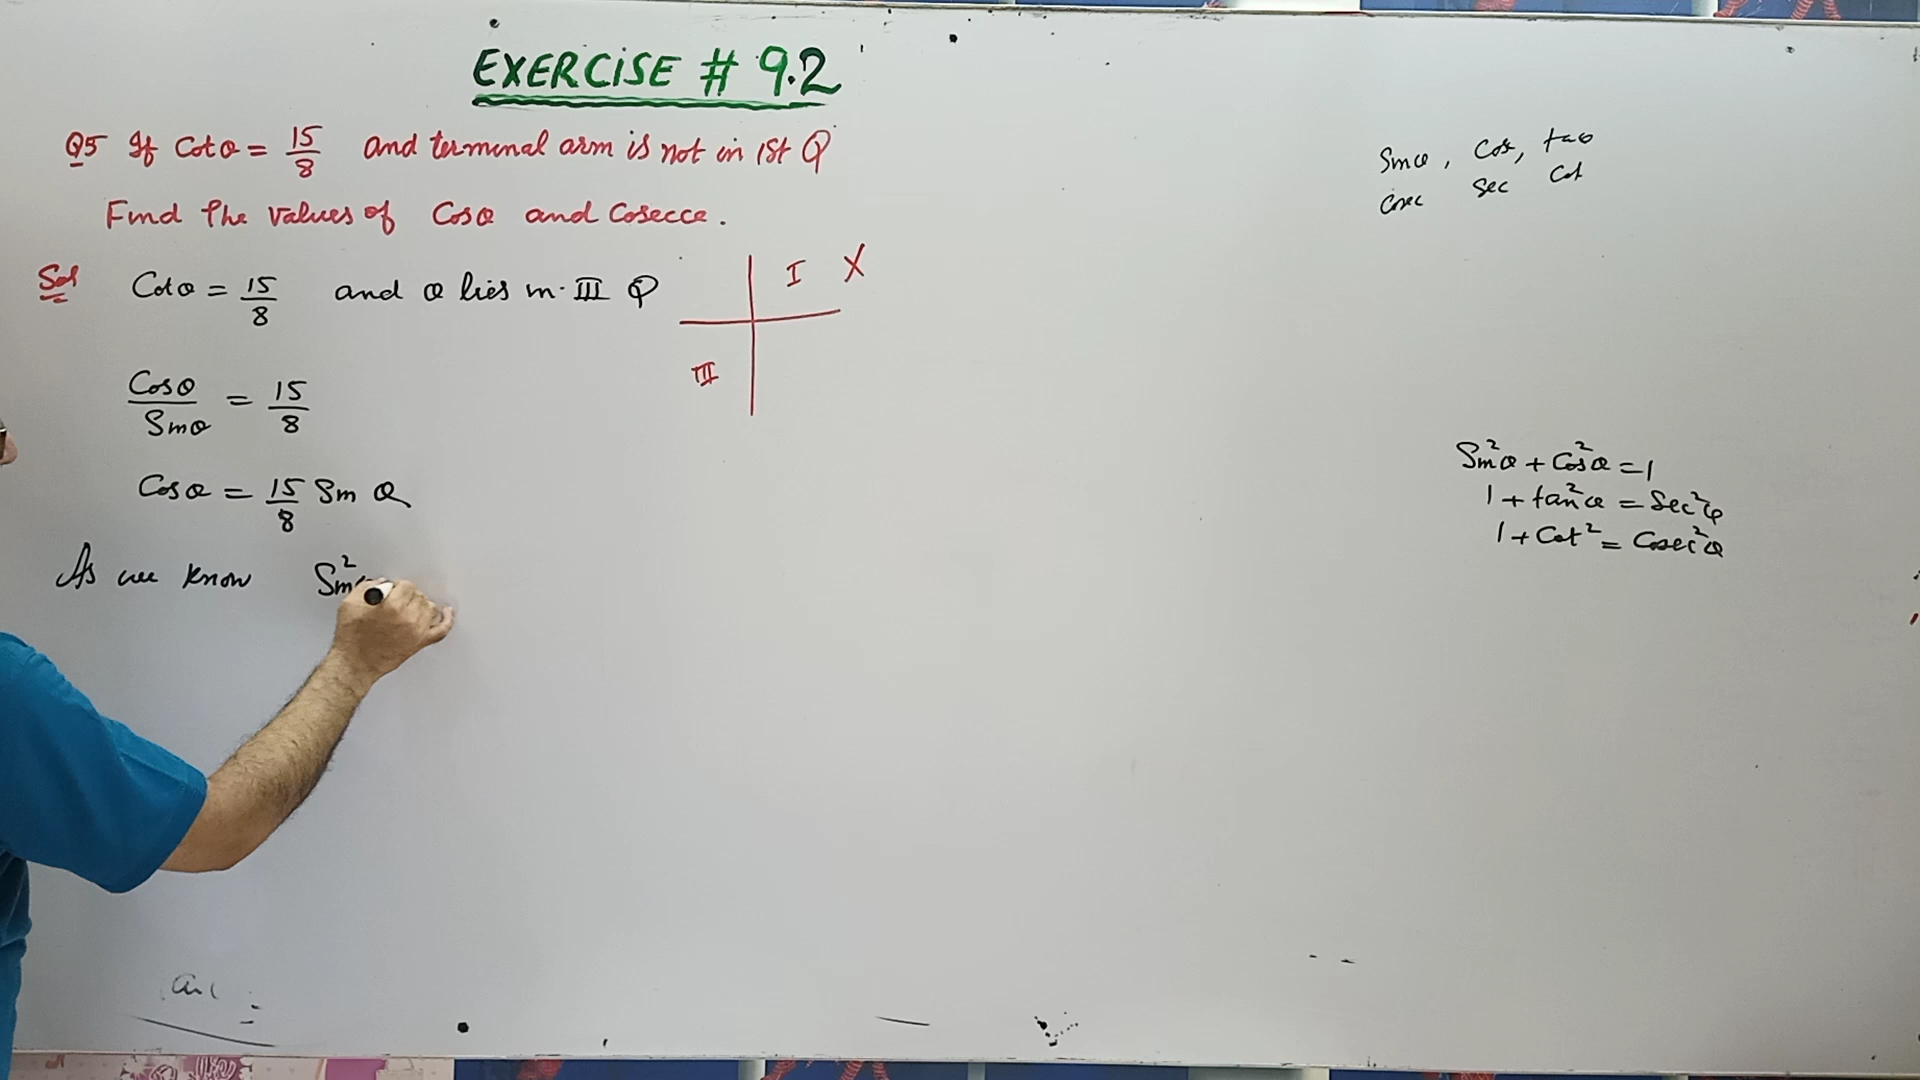 EXERCISE # 9.2
Q5 If Cotθ = 15/8 and terminal arm is not in 1st Q
Find the values of Cosθ and Cosecθ.
Sol Cotθ = 15/8 and θ lies in III Q
I X
III
Cosθ/Sinθ = 15/8
Cosθ = 15/8 Sin θ
As we know Sin²
Sinθ, Cos, tan
Cosec sec Cot
Sin²θ + Cos²θ = 1
1 + tan²θ = Sec²θ
1 + Cot² = Cosec²θ